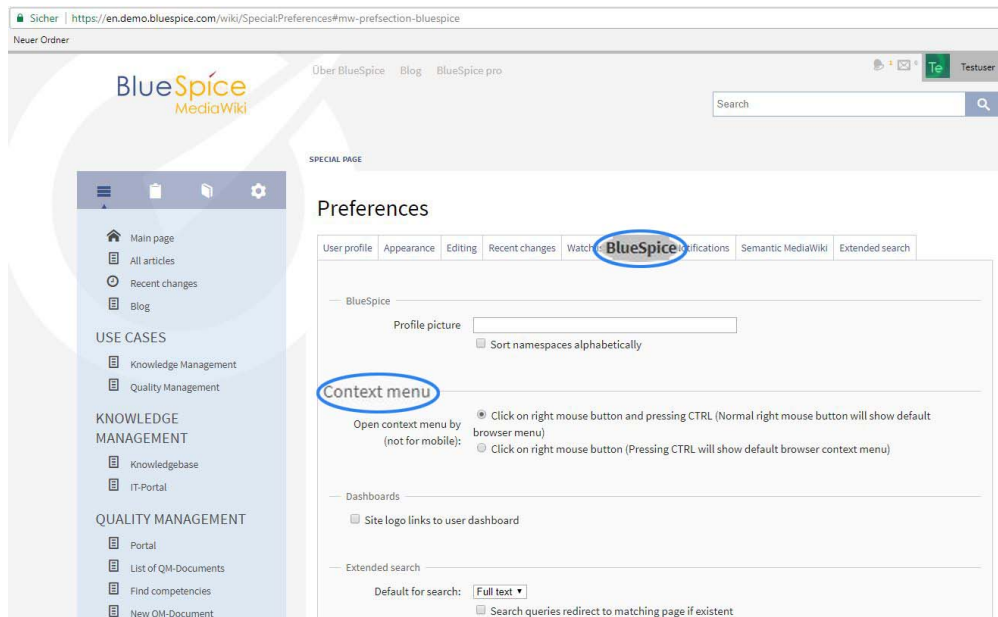 Sicher | https://en.demo.bluespice.com/wiki/Special:Preferences#mw-prefsection-bluespice
Neuer Ordner
BlueSpice
MediaWiki
Über BlueSpice Blog BlueSpice pro
Te Testuser
Search
SPECIAL PAGE
Main page
All articles
Recent changes
Blog
USE CASES
Knowledge Management
Quality Management
KNOWLEDGE
MANAGEMENT
Knowledgebase
IT-Portal
QUALITY MANAGEMENT
Portal
List of QM-Documents
Find competencies
New QM-Document
Preferences
User profile Appearance Editing Recent changes BlueSpice Semantic MediaWiki Extended search
BlueSpice
Profile picture
Sort namespaces alphabetically
Context menu
Open context menu by
(not for mobile):
Click on right mouse button and pressing CTRL (Normal right mouse button will show default
browser menu)
Click on right mouse button (Pressing CTRL will show default browser context menu)
Dashboards
Site logo links to user dashboard
Extended search
Default for search: Full text
Search queries redirect to matching page if existent